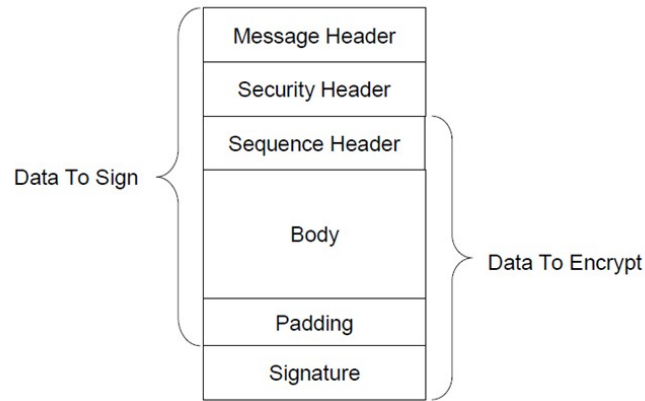 Message Header
Security Header
Sequence Header
Data To Sign
Body
Data To Encrypt
Padding
Signature